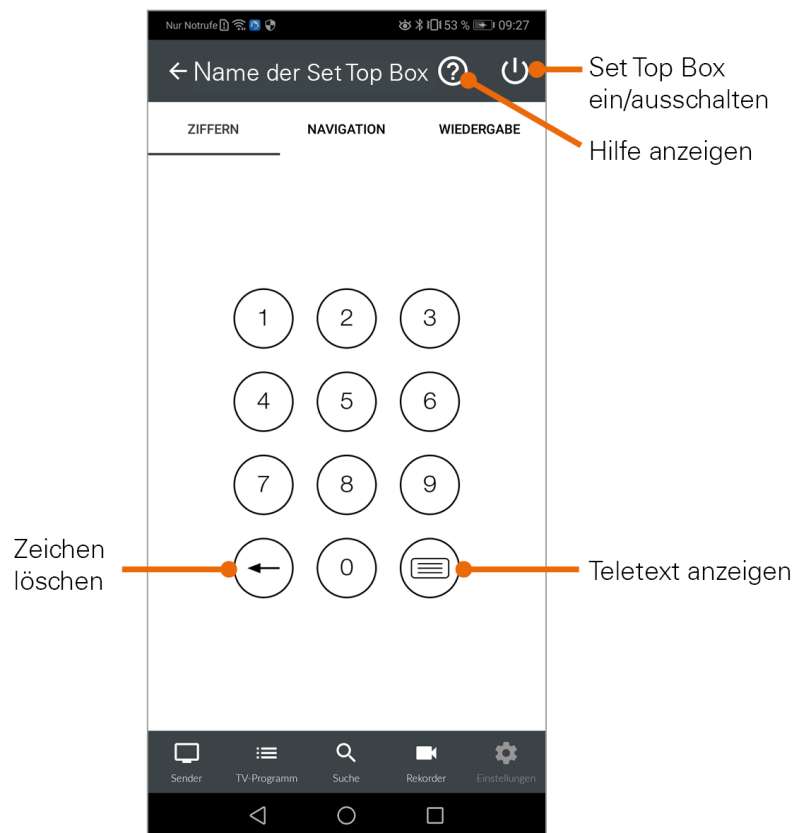 Nur Notrufe 53 % 09:27
Name der Set Top Box
Set Top Box
ein/ausschalten
Hilfe anzeigen
ZIFFERN NAVIGATION WIEDERGABE
1 2 3
4 5 6
7 8 9
0
Zeichen
löschen
Teletext anzeigen
Sender TV-Programm Suche Rekorder Einstellungen